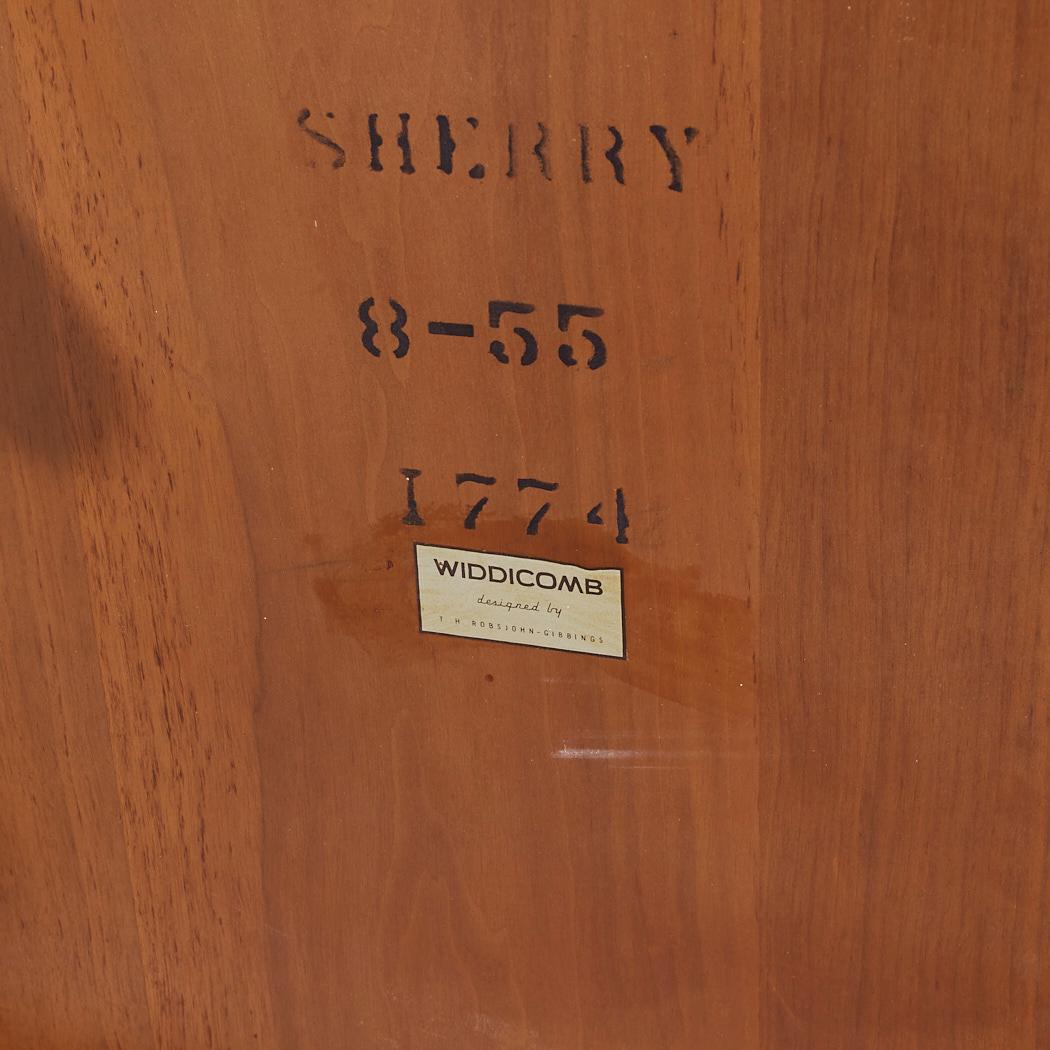 SHERRY
8-55
1774
WIDDICOMB
designed by
T H ROBSJOHN-GIBBINGS